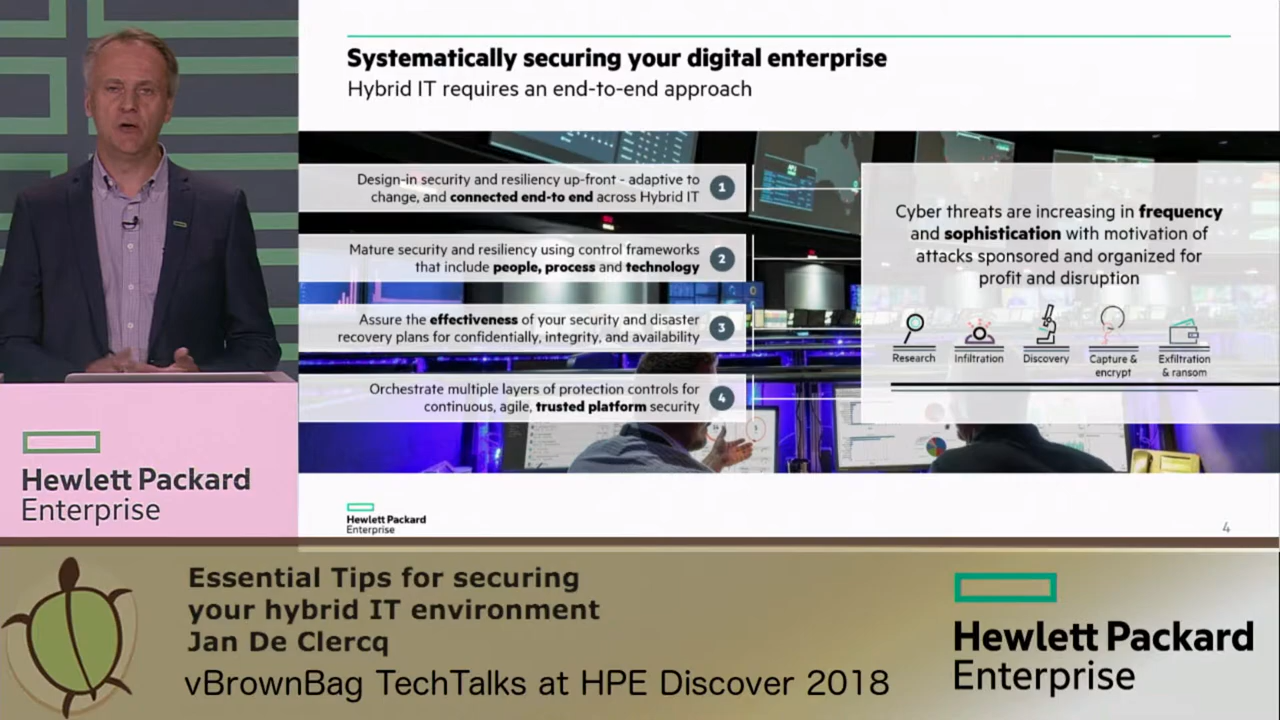 Systematically securing your digital enterprise
Hybrid IT requires an end-to-end approach
Design-in security and resiliency up-front - adaptive to
change, and connected end-to end across Hybrid IT
1
Mature security and resiliency using control frameworks
that include people, process and technology
2
Assure the effectiveness of your security and disaster
recovery plans for confidentially, integrity, and availability
3
Orchestrate multiple layers of protection controls for
continuous, agile, trusted platform security
4
Cyber threats are increasing in frequency
and sophistication with motivation of
attacks sponsored and organized for
profit and disruption
Research
Infiltration
Discovery
Capture &
encrypt
Exfiltration
& ransom
Hewlett Packard
Enterprise
4
Hewlett Packard
Enterprise
Essential Tips for securing
your hybrid IT environment
Jan De Clercq
vBrownBag TechTalks at HPE Discover 2018
Hewlett Packard
Enterprise